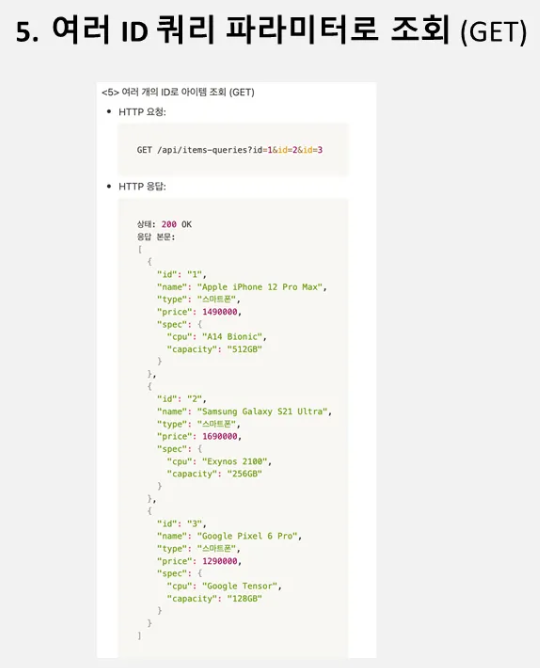 5. 여러 ID 쿼리 파라미터로 조회 (GET)
<5> 여러 개의 ID로 아이템 조회 (GET)
• HTTP 요청:
GET /api/items-queries?id=1&id=2&id=3
• HTTP 응답:
상태: 200 OK
응답 본문:
[
  {
    "id": "1",
    "name": "Apple iPhone 12 Pro Max",
    "type": "스마트폰",
    "price": 1490000,
    "spec": {
      "cpu": "A14 Bionic",
      "capacity": "512GB"
    }
  },
  {
    "id": "2",
    "name": "Samsung Galaxy S21 Ultra",
    "type": "스마트폰",
    "price": 1690000,
    "spec": {
      "cpu": "Exynos 2100",
      "capacity": "256GB"
    }
  },
  {
    "id": "3",
    "name": "Google Pixel 6 Pro",
    "type": "스마트폰",
    "price": 1290000,
    "spec": {
      "cpu": "Google Tensor",
      "capacity": "128GB"
    }
  }
]